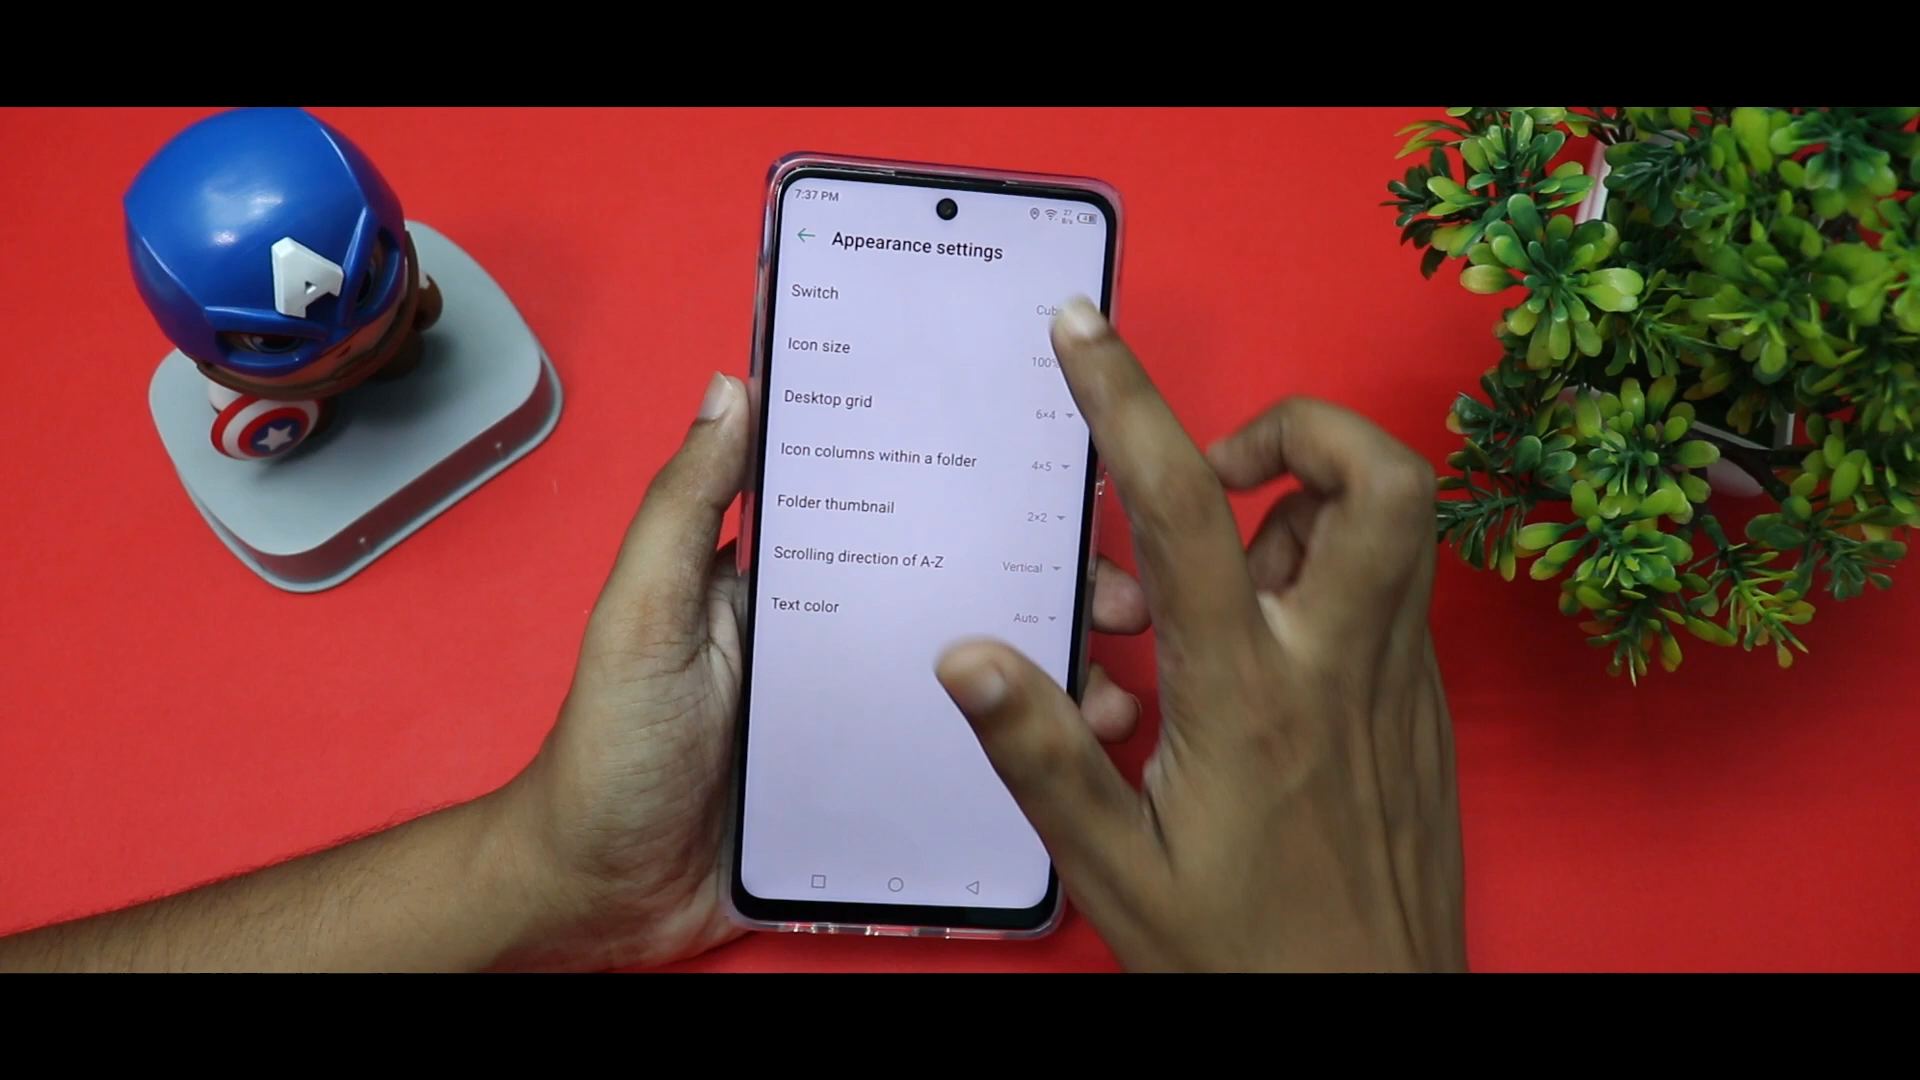 7:37 PM
Appearance settings
Switch
Icon size
100%
Desktop grid
6×4
Icon columns within a folder
4×5
Folder thumbnail
2×2
Scrolling direction of A-Z
Vertical
Text color
Auto
A